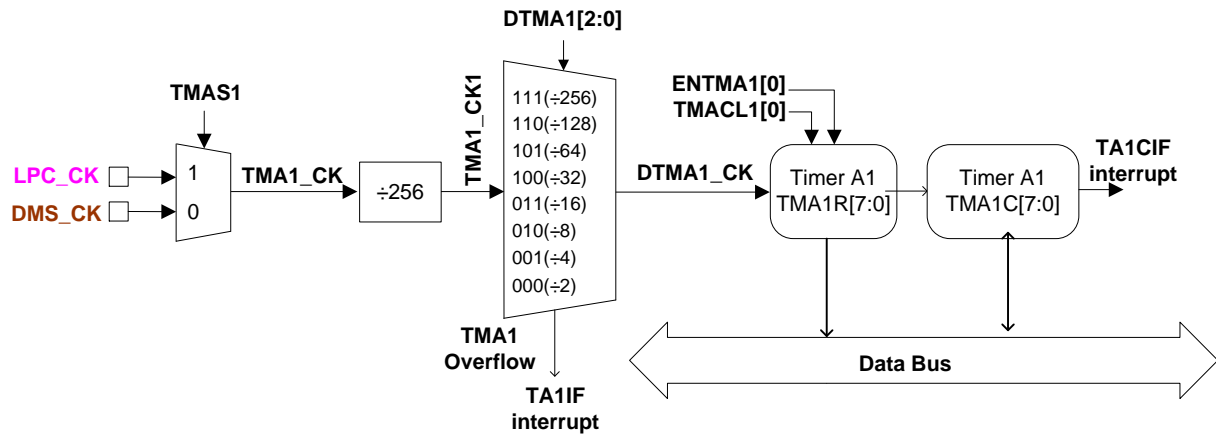 DTMA1[2:0]
TMAS1
LPC_CK
DMS_CK
1
0
TMA1_CK
÷256
TMA1_CK1
111(÷256)
110(÷128)
101(÷64)
100(÷32)
011(÷16)
010(÷8)
001(÷4)
000(÷2)
TMA1
Overflow
TA1IF
interrupt
DTMA1_CK
ENTMA1[0]
TMACL1[0]
Timer A1
TMA1R[7:0]
Timer A1
TMA1C[7:0]
TA1CIF
interrupt
Data Bus